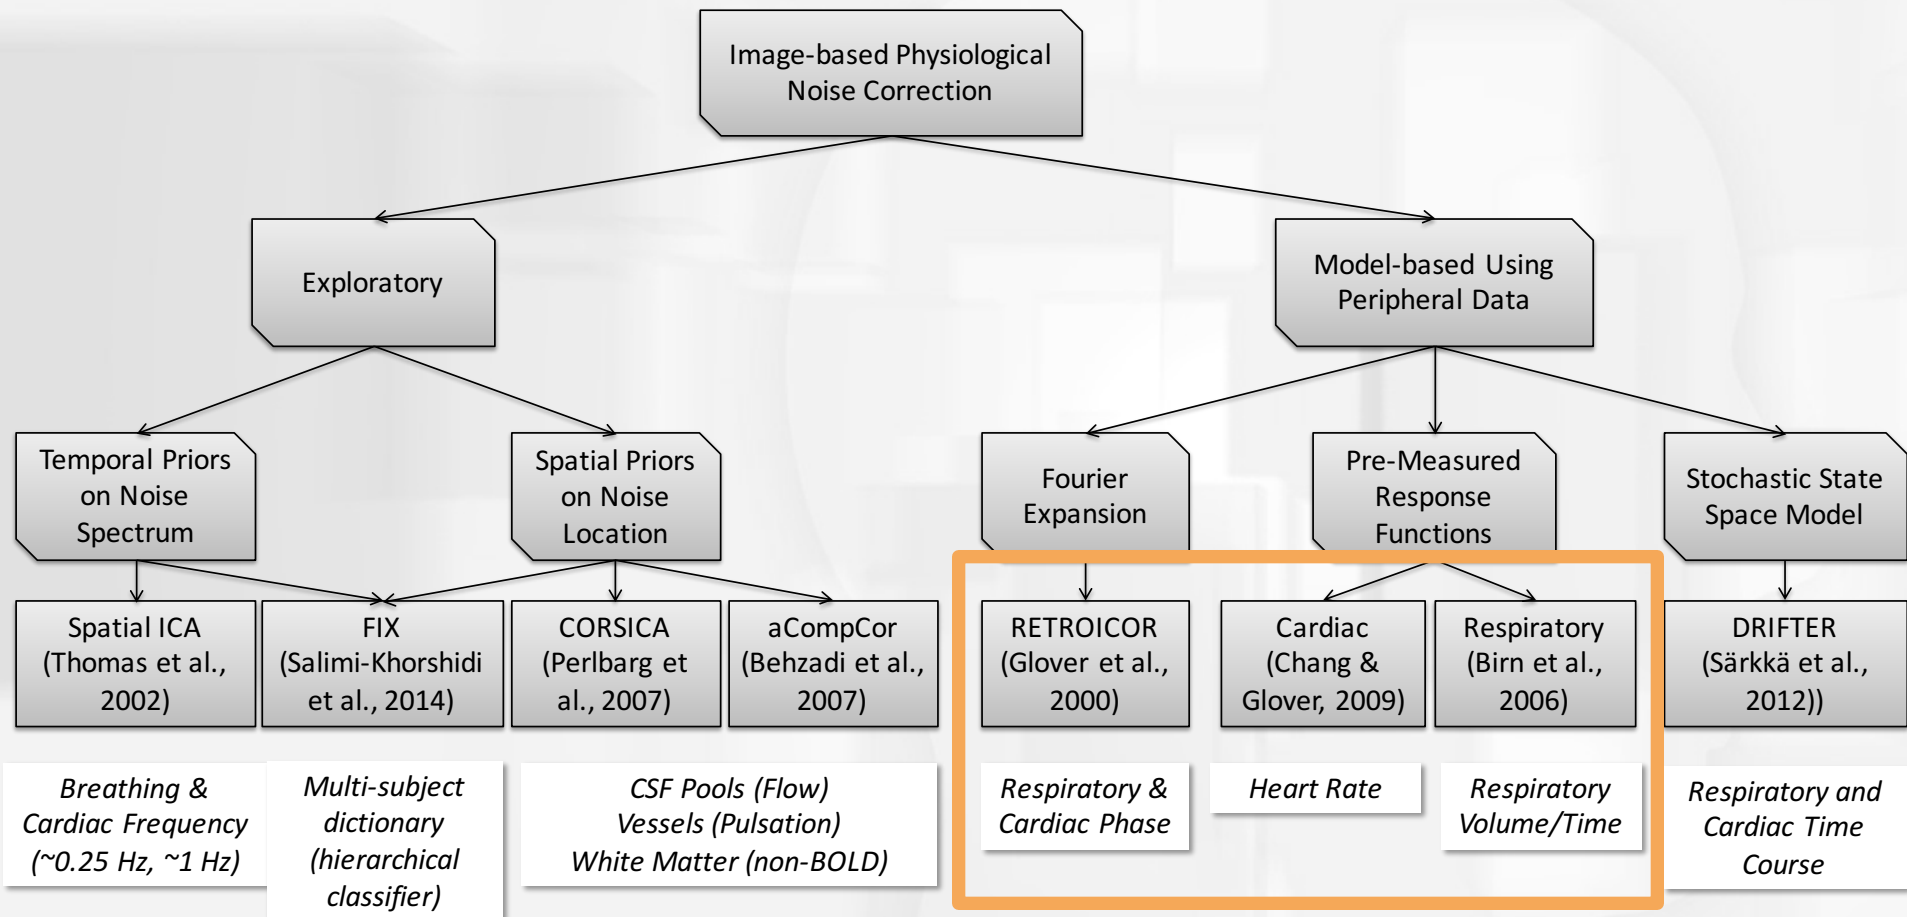 Image-based Physiological
Noise Correction
Exploratory
Model-based Using
Peripheral Data
Temporal Priors
on Noise
Spectrum
Spatial Priors
on Noise
Location
Fourier
Expansion
Pre-Measured
Response
Functions
Stochastic State
Space Model
Spatial ICA
(Thomas et al.,
2002)
FIX
(Salimi-Khorshidi
et al., 2014)
CORSICA
(Perlbarg et
al., 2007)
aCompCor
(Behzadi et al.,
2007)
RETROICOR
(Glover et al.,
2000)
Cardiac
(Chang &
Glover, 2009)
Respiratory
(Birn et al.,
2006)
DRIFTER
(Särkkä et al.,
2012))
Breathing &
Cardiac Frequency
(~0.25 Hz, ~1 Hz)
Multi-subject
dictionary
(hierarchical
classifier)
CSF Pools (Flow)
Vessels (Pulsation)
White Matter (non-BOLD)
Respiratory &
Cardiac Phase
Heart Rate
Respiratory
Volume/Time
Respiratory and
Cardiac Time
Course